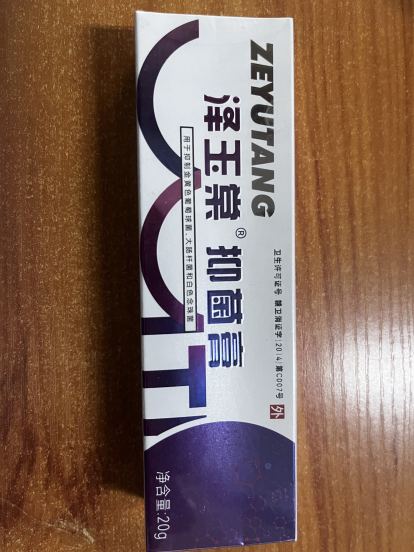 ZEYUTANG
泽玉棠® 抑菌膏
用于抑制金黄色葡萄球菌、大肠杆菌和白色念珠菌
卫生许可证号 赣卫消证字[2014]第C007号
外
净含量:20g